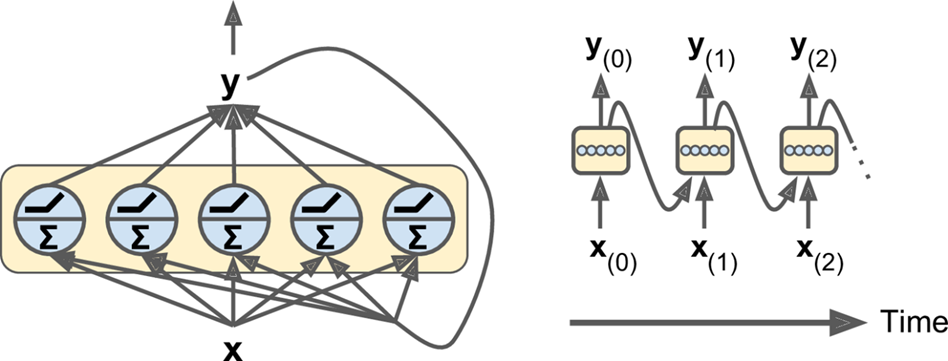 y
Σ Σ Σ Σ Σ
x
y(0) y(1) y(2)
x(0) x(1) x(2)
Time